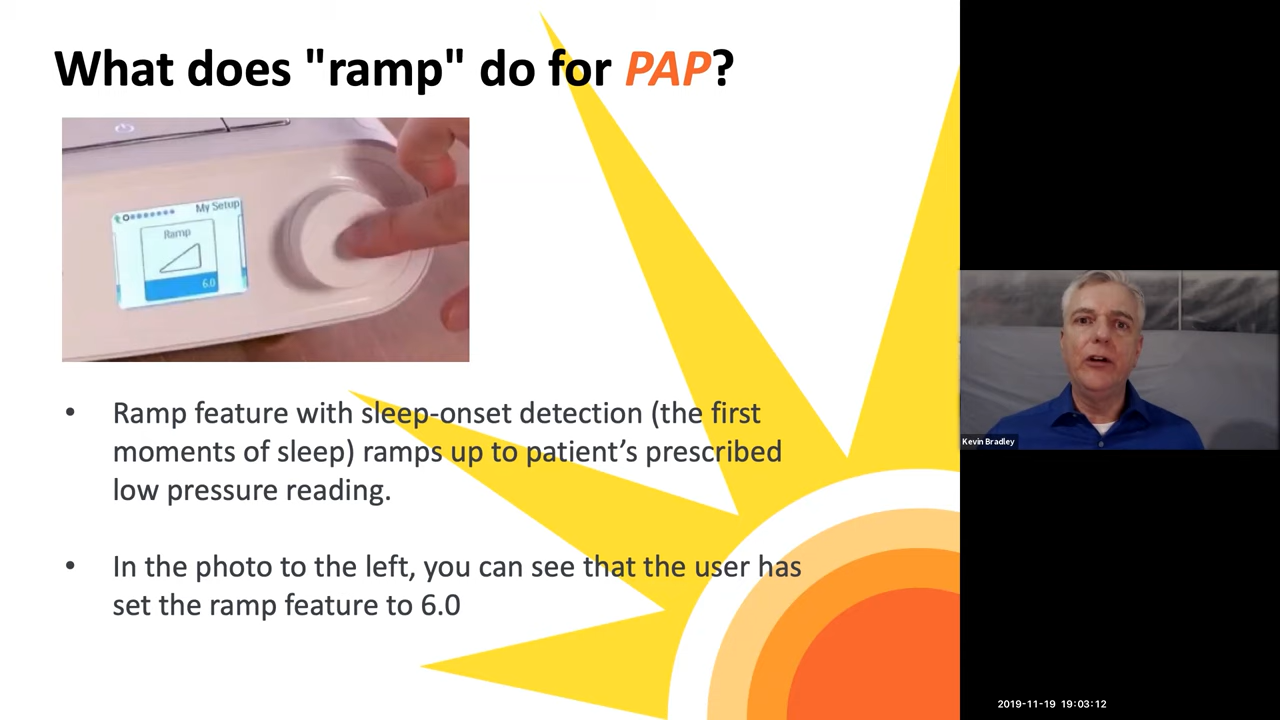 What does "ramp" do for PAP?
My Setup
Ramp
6.0
• Ramp feature with sleep-onset detection (the first
moments of sleep) ramps up to patient’s prescribed
low pressure reading.
• In the photo to the left, you can see that the user has
set the ramp feature to 6.0
Kevin Bradley
2019-11-19 19:03:12